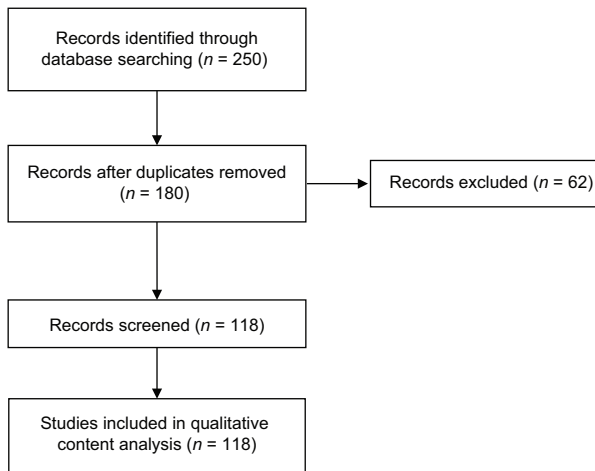 Records identified through
database searching (n = 250)
Records after duplicates removed
(n = 180)
Records excluded (n = 62)
Records screened (n = 118)
Studies included in qualitative
content analysis (n = 118)